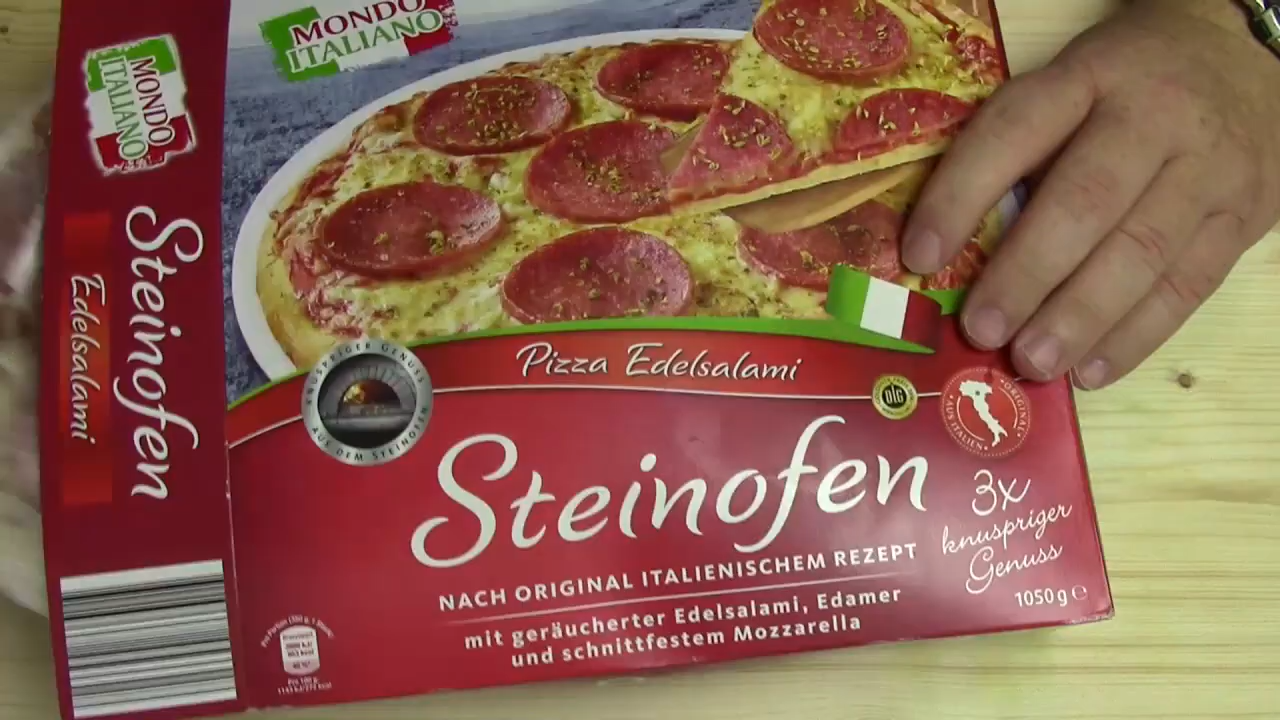 MONDO
ITALIANO
MONDO
ITALIANO
Steinofen
Edelsalami
Pizza Edelsalami
KNUSPRIGER GENUSS
AUS DEM STEINOFEN
DLG
ORIGINAL
AUS ITALIEN
Steinofen
3x
knuspriger
Genuss
NACH ORIGINAL ITALIENISCHEM REZEPT
mit geräucherter Edelsalami, Edamer
und schnittfestem Mozzarella
1050 g e